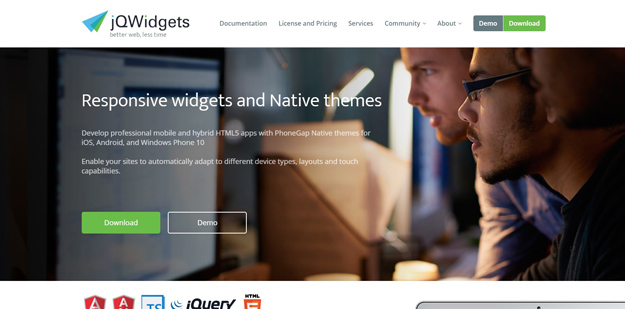 jQWidgets
better web, less time
Documentation License and Pricing Services Community About Demo Download
Responsive widgets and Native themes
Develop professional mobile and hybrid HTML5 apps with PhoneGap Native themes for
iOS, Android, and Windows Phone 10
Enable your sites to automatically adapt to different device types, layouts and touch
capabilities.
Download Demo
A A TS jQuery HTML